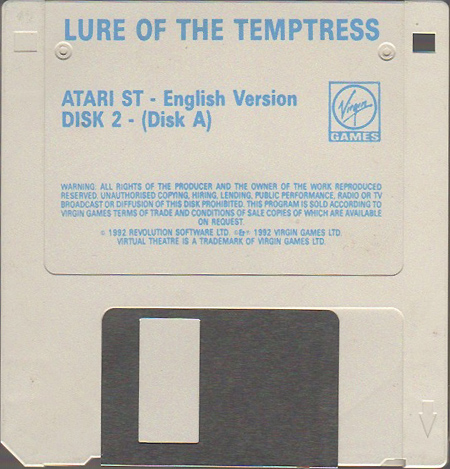 LURE OF THE TEMPTRESS
ATARI ST - English Version
DISK 2 - (Disk A)
Virgin
GAMES
WARNING: ALL RIGHTS OF THE PRODUCER AND THE OWNER OF THE WORK REPRODUCED
RESERVED. UNAUTHORISED COPYING, HIRING, LENDING, PUBLIC PERFORMANCE, RADIO OR TV
BROADCAST OR DIFFUSION OF THIS DISK PROHIBITED. THIS PROGRAM IS SOLD ACCORDING TO
VIRGIN GAMES TERMS OF TRADE AND CONDITIONS OF SALE COPIES OF WHICH ARE AVAILABLE
ON REQUEST.
© 1992 REVOLUTION SOFTWARE LTD. 1992 VIRGIN GAMES LTD.
VIRTUAL THEATRE IS A TRADEMARK OF VIRGIN GAMES LTD.